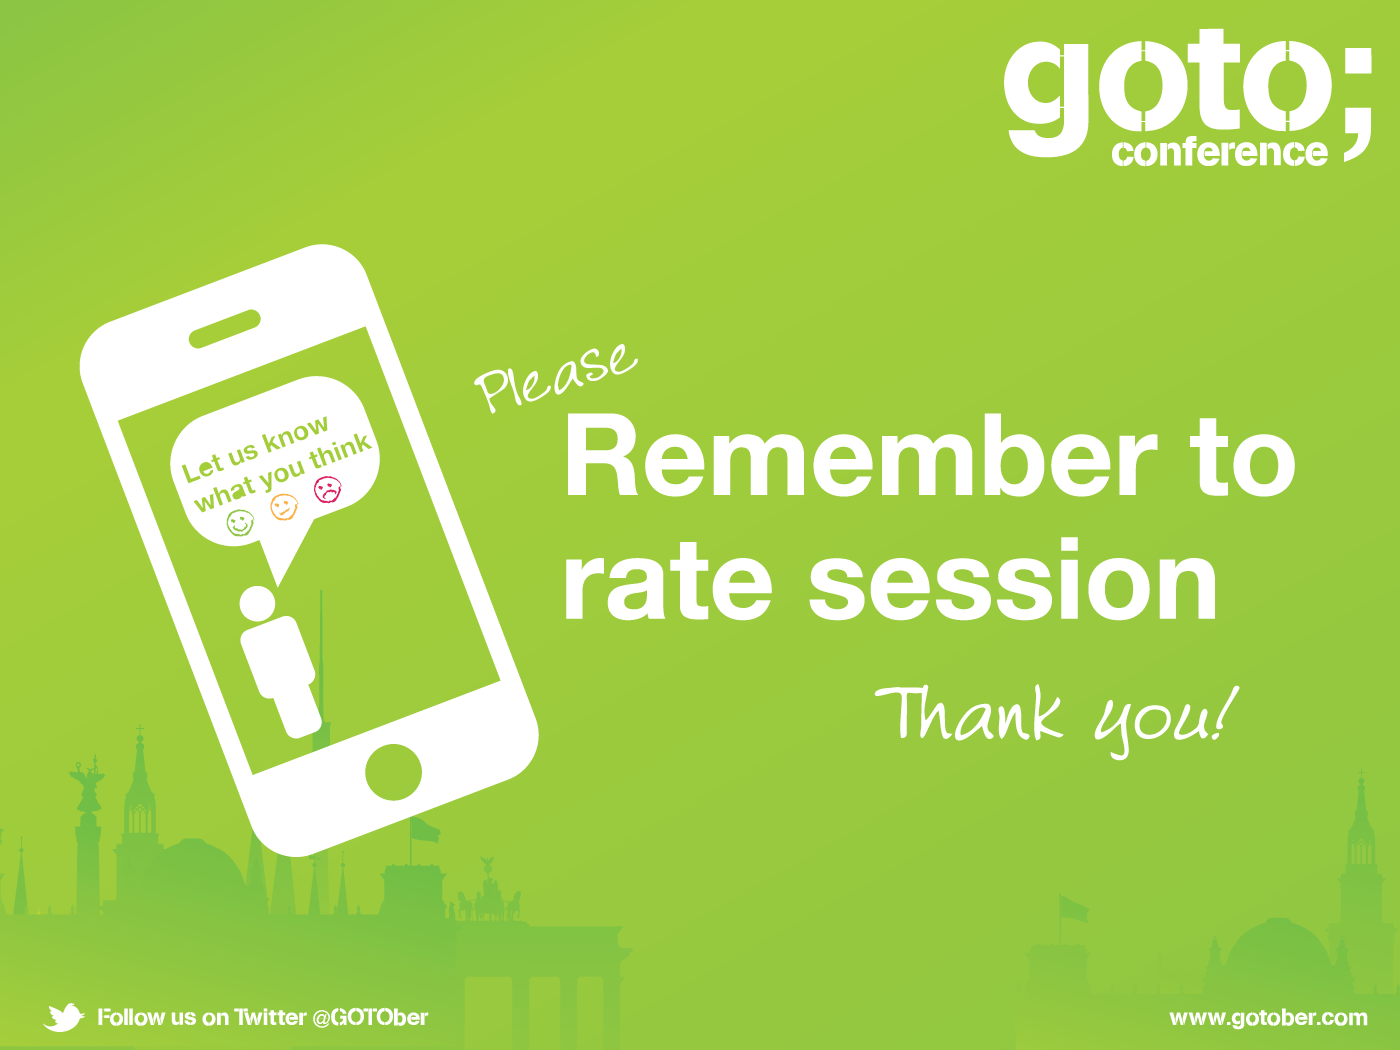 goto;
conference
Please
Remember to
rate session
Thank you!
Let us know
what you think
Follow us on Twitter @GOTOber
www.gotober.com